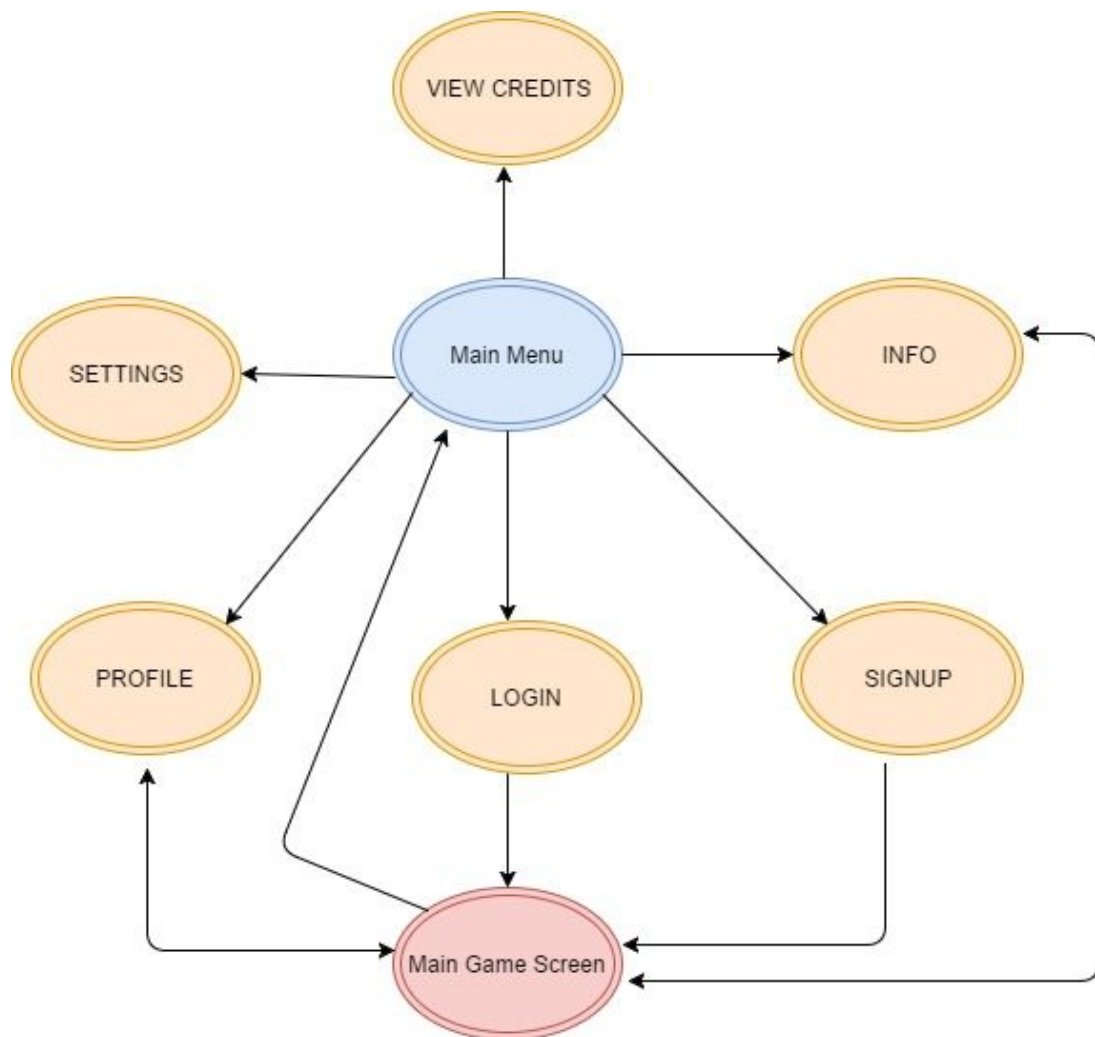 VIEW CREDITS
Main Menu
INFO
SETTINGS
PROFILE
LOGIN
SIGNUP
Main Game Screen